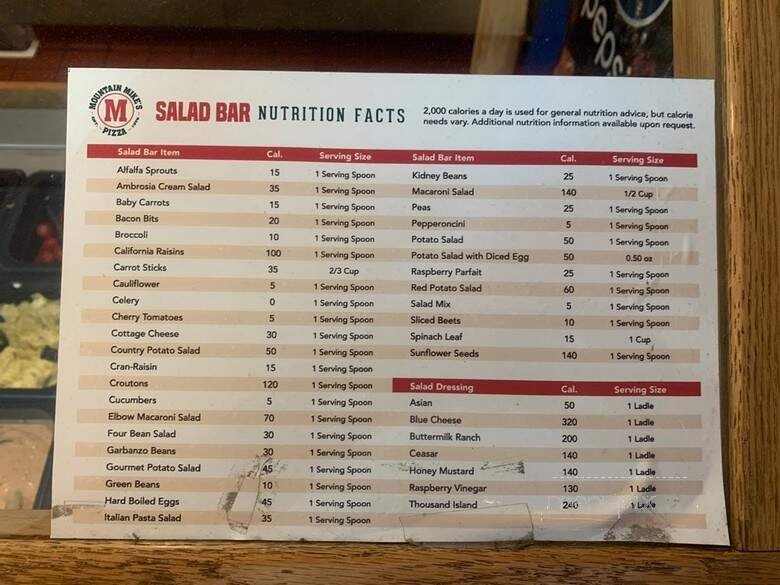 pepsi
MOUNTAIN MIKE'S
M
PIZZA
SALAD BAR NUTRITION FACTS
2,000 calories a day is used for general nutrition advice, but calorie
needs vary. Additional nutrition information available upon request.
Salad Bar Item Cal. Serving Size
Alfalfa Sprouts 15 1 Serving Spoon
Ambrosia Cream Salad 35 1 Serving Spoon
Baby Carrots 15 1 Serving Spoon
Bacon Bits 20 1 Serving Spoon
Broccoli 10 1 Serving Spoon
California Raisins 100 1 Serving Spoon
Carrot Sticks 35 2/3 Cup
Cauliflower 5 1 Serving Spoon
Celery 0 1 Serving Spoon
Cherry Tomatoes 5 1 Serving Spoon
Cottage Cheese 30 1 Serving Spoon
Country Potato Salad 50 1 Serving Spoon
Cran-Raisin 15 1 Serving Spoon
Croutons 120 1 Serving Spoon
Cucumbers 5 1 Serving Spoon
Elbow Macaroni Salad 70 1 Serving Spoon
Four Bean Salad 30 1 Serving Spoon
Garbanzo Beans 30 1 Serving Spoon
Gourmet Potato Salad 45 1 Serving Spoon
Green Beans 10 1 Serving Spoon
Hard Boiled Eggs 45 1 Serving Spoon
Italian Pasta Salad 35 1 Serving Spoon
Salad Bar Item Cal. Serving Size
Kidney Beans 25 1 Serving Spoon
Macaroni Salad 140 1/2 Cup
Peas 25 1 Serving Spoon
Pepperoncini 5 1 Serving Spoon
Potato Salad 50 1 Serving Spoon
Potato Salad with Diced Egg 50 0.50 oz
Raspberry Parfait 25 1 Serving Spoon
Red Potato Salad 60 1 Serving Spoon
Salad Mix 5 1 Serving Spoon
Sliced Beets 10 1 Serving Spoon
Spinach Leaf 15 1 Cup
Sunflower Seeds 140 1 Serving Spoon
Salad Dressing Cal. Serving Size
Asian 50 1 Ladle
Blue Cheese 320 1 Ladle
Buttermilk Ranch 200 1 Ladle
Ceasar 140 1 Ladle
Honey Mustard 140 1 Ladle
Raspberry Vinegar 130 1 Ladle
Thousand Island 240 1 Ladle